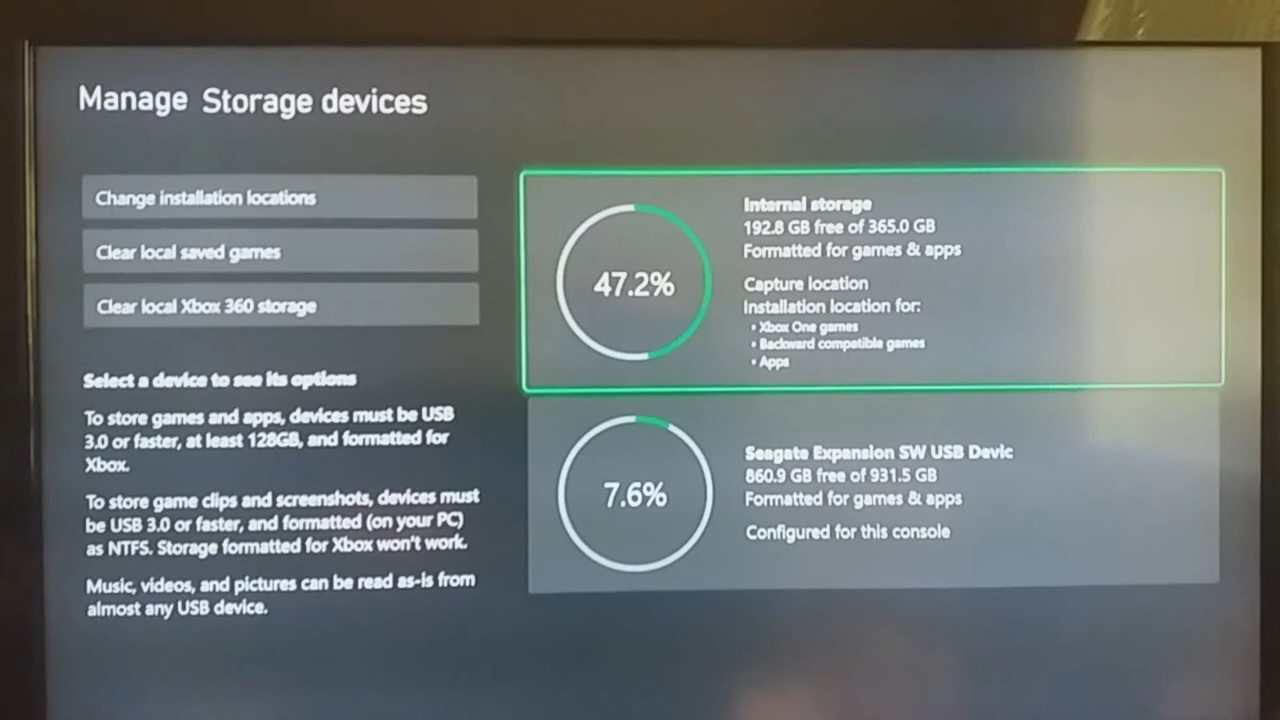 Manage Storage devices
Change installation locations
Clear local saved games
Clear local Xbox 360 storage
Select a device to see its options
To store games and apps, devices must be USB
3.0 or faster, at least 128GB, and formatted for
Xbox.
To store game clips and screenshots, devices must
be USB 3.0 or faster, and formatted (on your PC)
as NTFS. Storage formatted for Xbox won't work.
Music, videos, and pictures can be read as-is from
almost any USB device.
47.2%
Internal storage
192.8 GB free of 365.0 GB
Formatted for games & apps
Capture location
Installation location for:
• Xbox One games
• Backward compatible games
• Apps
7.6%
Seagate Expansion SW USB Devic
860.9 GB free of 931.5 GB
Formatted for games & apps
Configured for this console